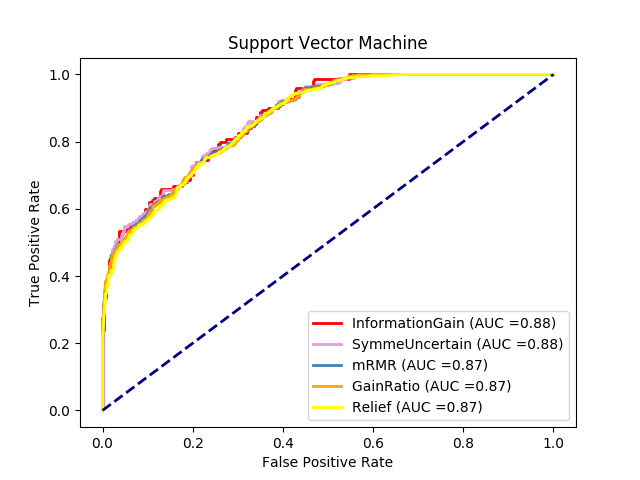 Support Vector Machine
True Positive Rate
1.0
0.8
0.6
0.4
0.2
0.0
InformationGain (AUC =0.88)
SymmeUncertain (AUC =0.88)
mRMR (AUC =0.87)
GainRatio (AUC =0.87)
Relief (AUC =0.87)
0.0 0.2 0.4 0.6 0.8 1.0
False Positive Rate